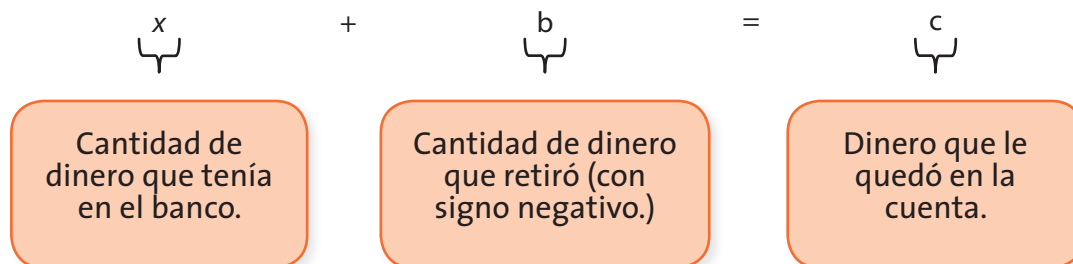 x + b = c
Cantidad de
dinero que tenía
en el banco.
Cantidad de dinero
que retiró (con
signo negativo.)
Dinero que le
quedó en la
cuenta.